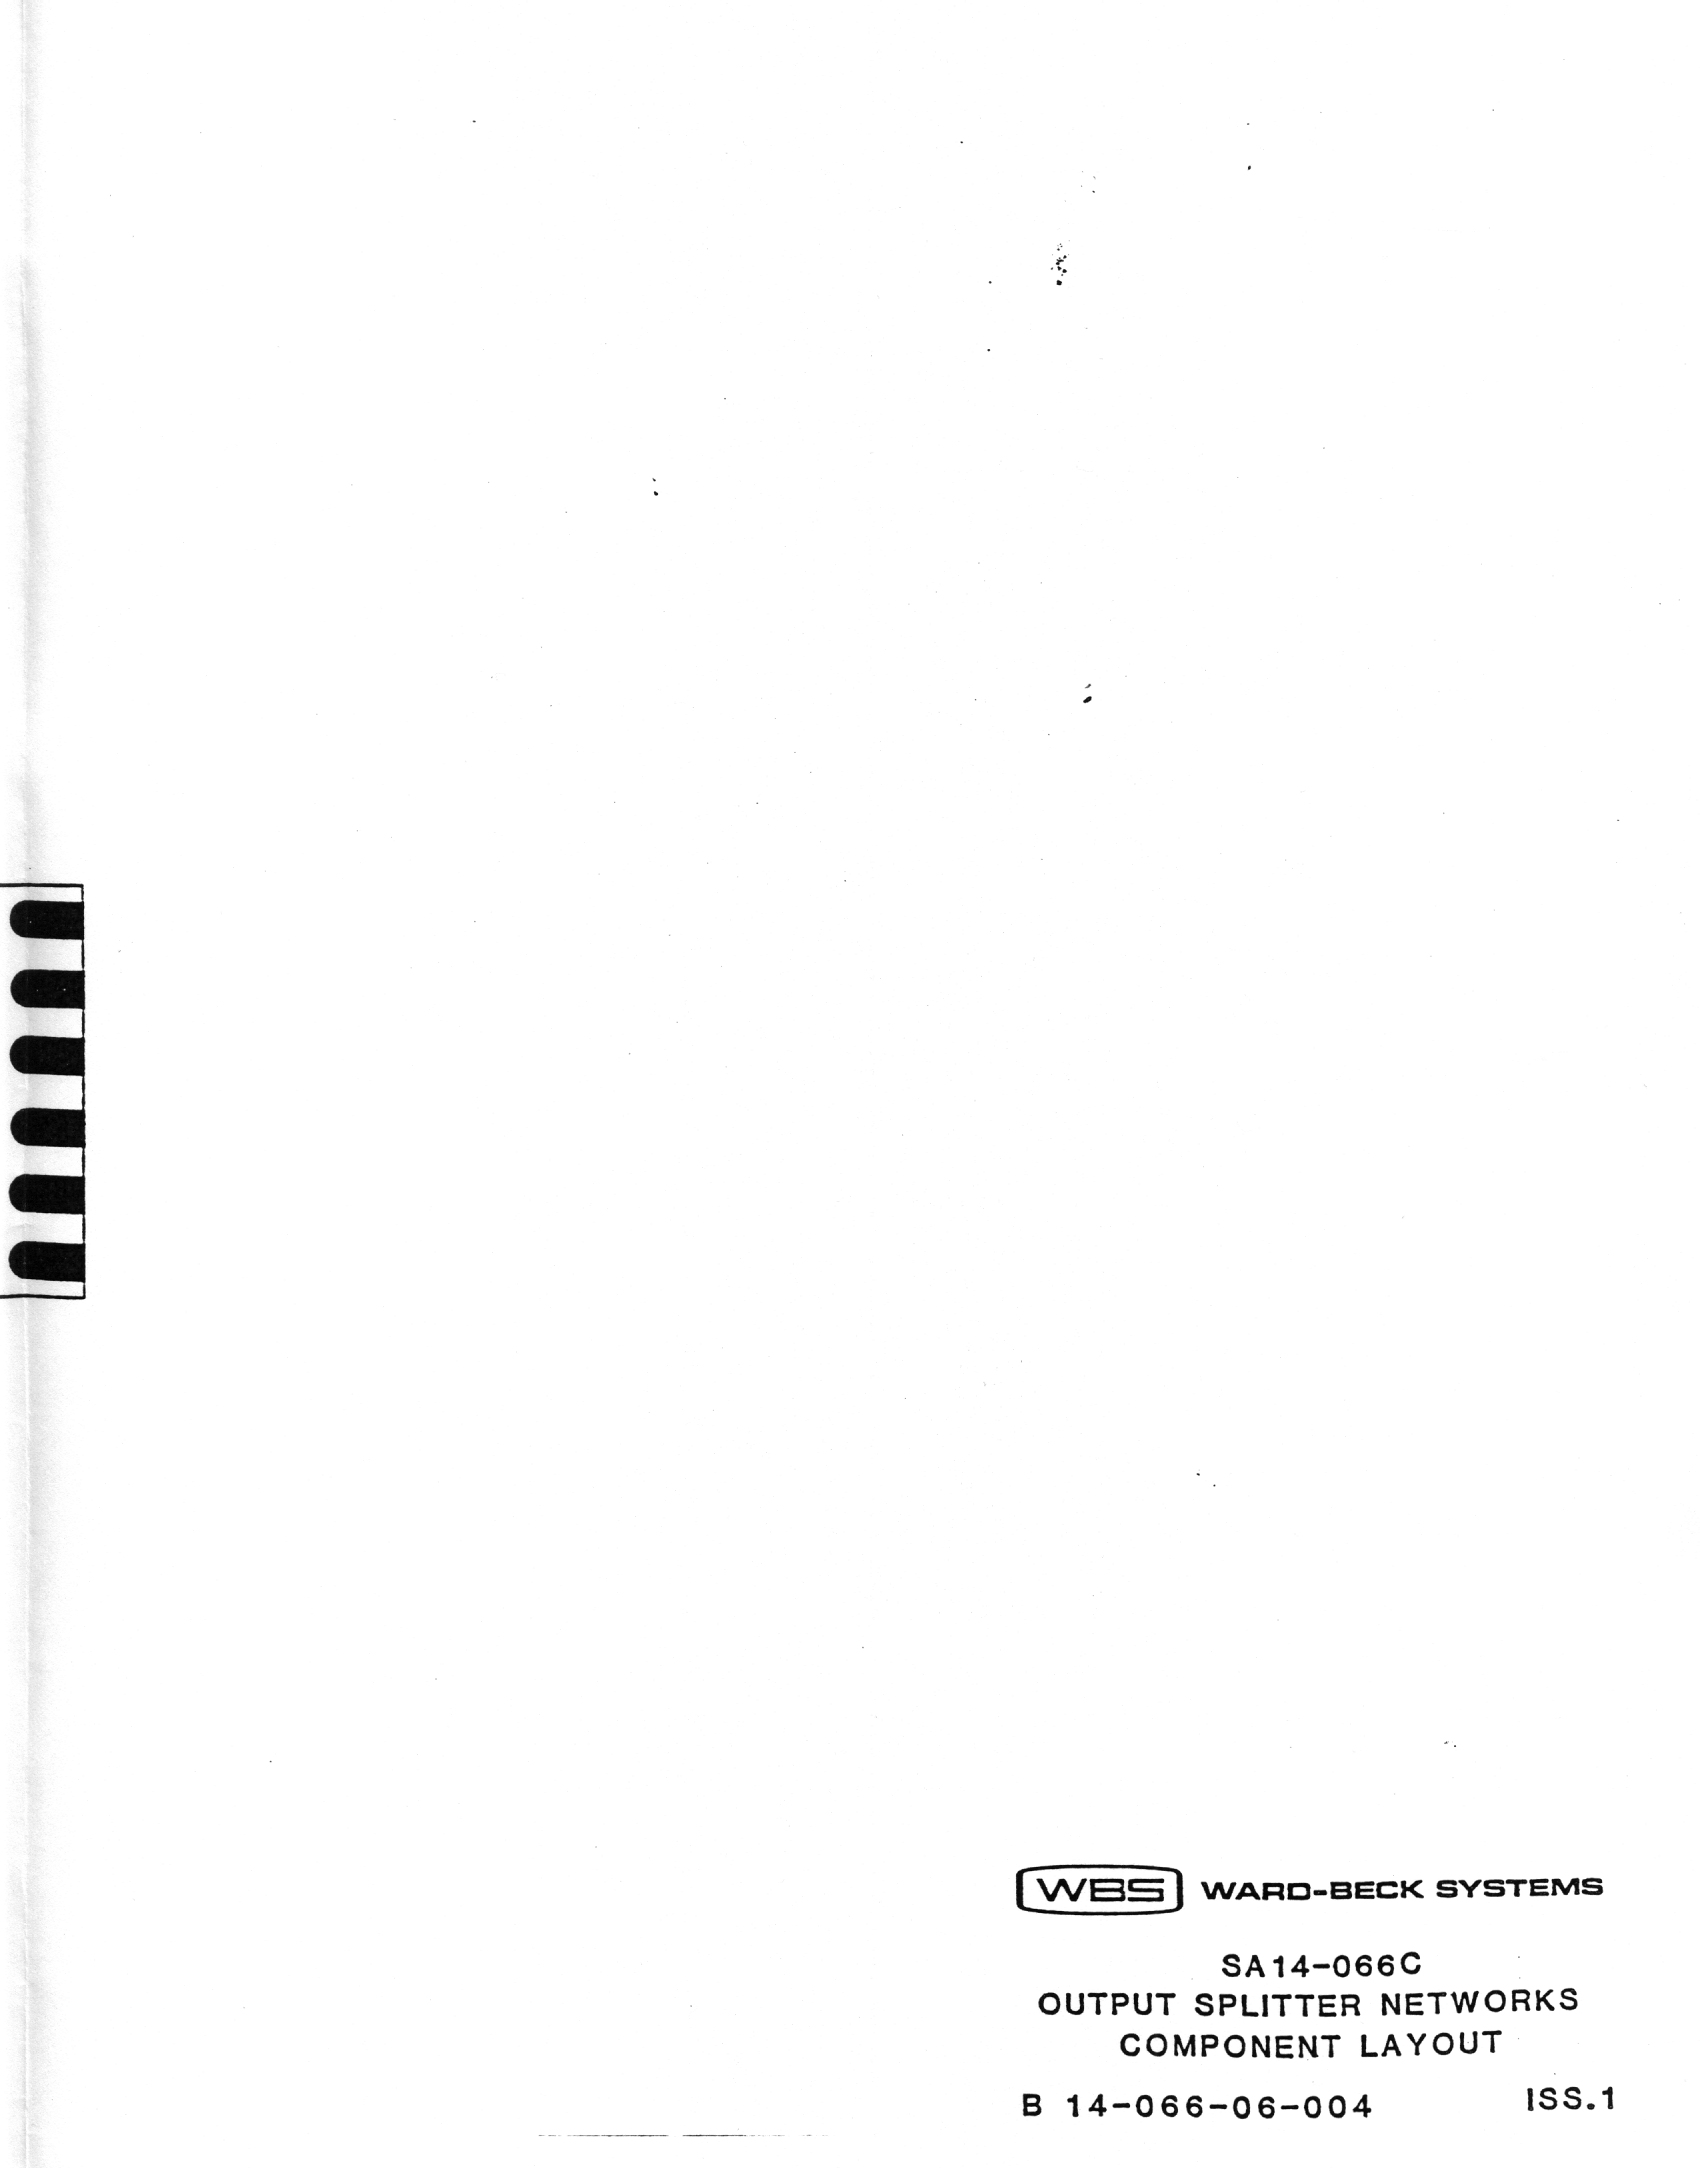 WBS WARD-BECK SYSTEMS
SA14-066C
OUTPUT SPLITTER NETWORKS
COMPONENT LAYOUT
B 14-066-06-004 ISS.1